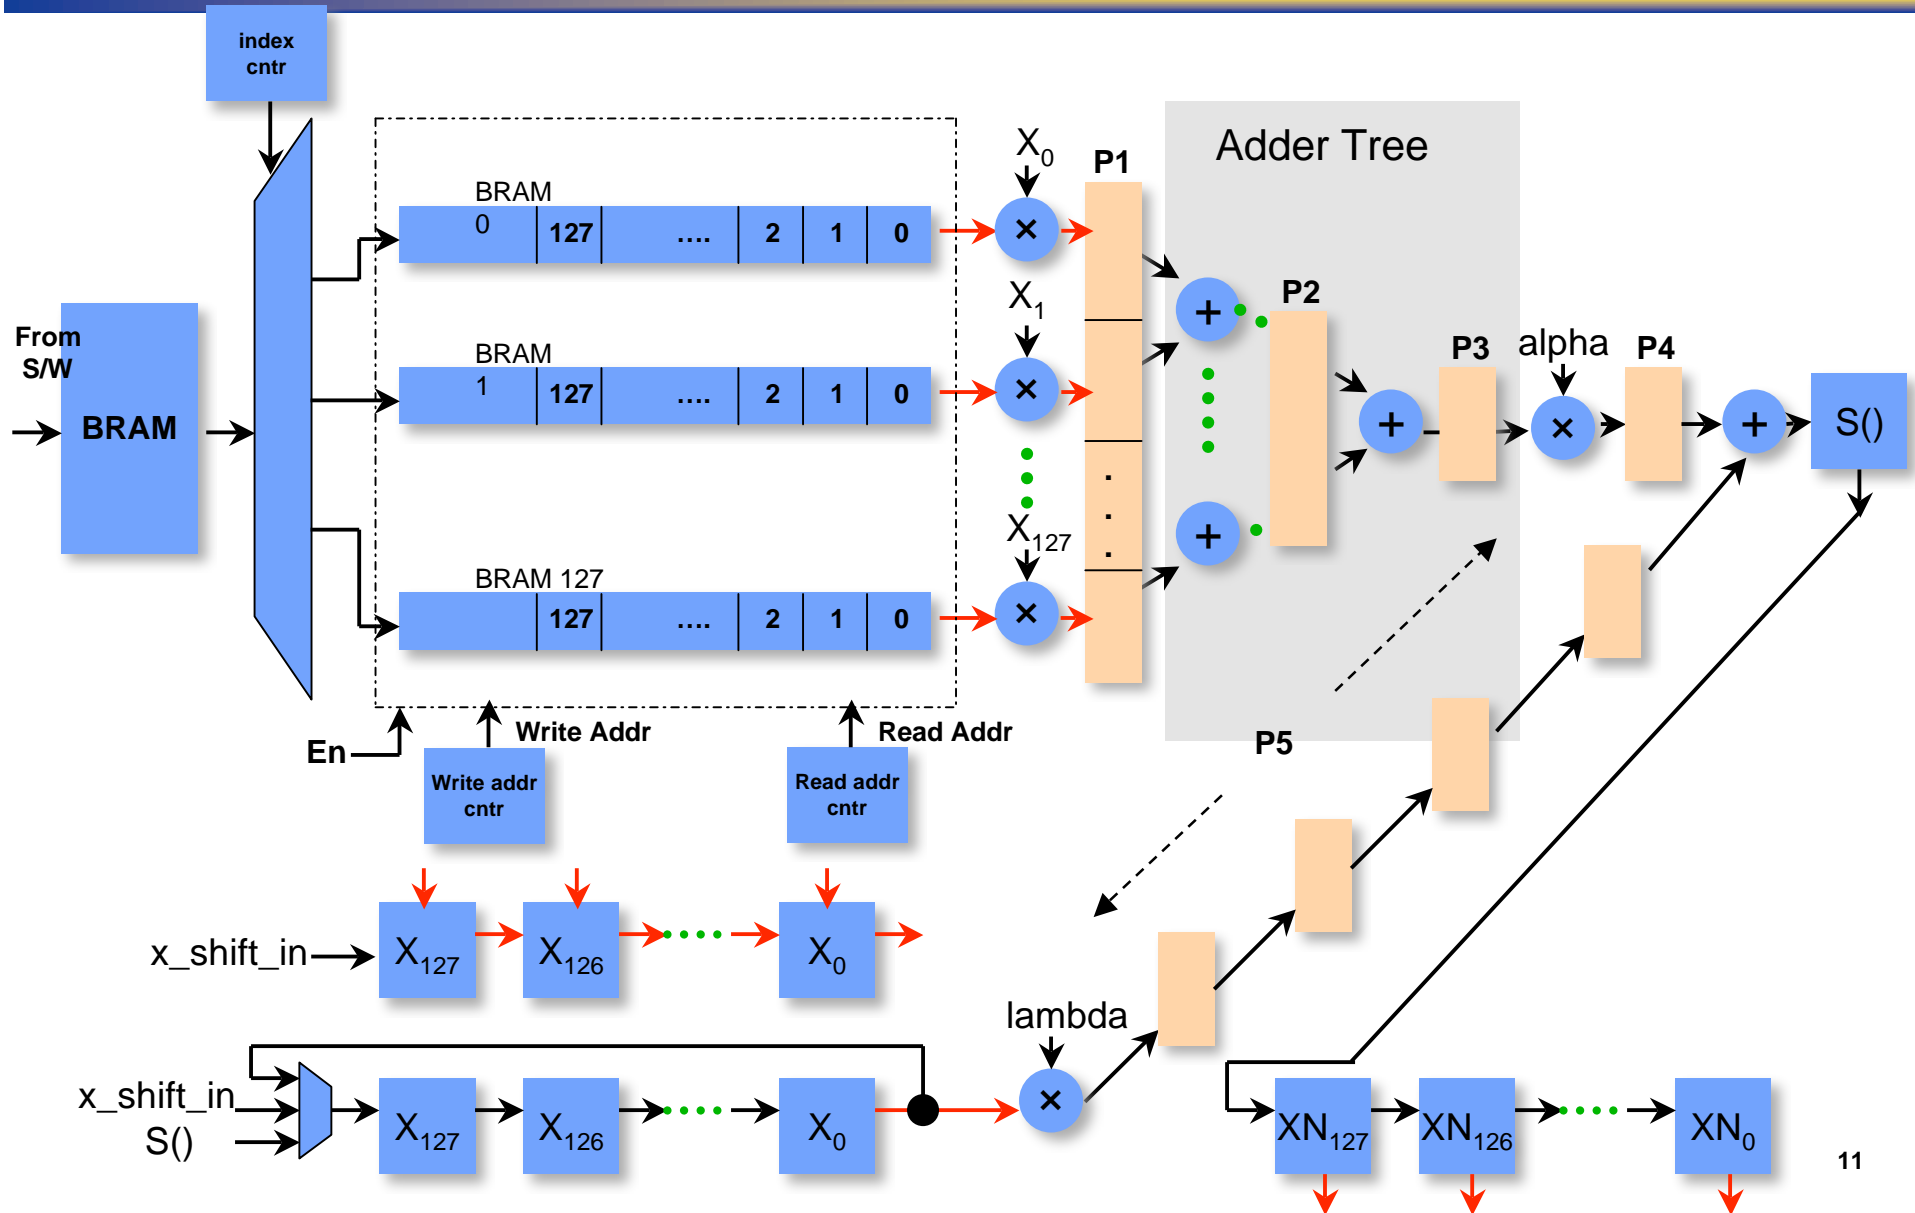 index
cntr
Adder Tree
X0
P1
BRAM
0
127 .... 2 1 0
×
X1
P2
+
From
S/W
BRAM
BRAM
1
127 .... 2 1 0
×
P3
alpha
P4
+
×
+
S()
X127
+
BRAM 127
127 .... 2 1 0
×
En
Write Addr
Read Addr
P5
Write addr
cntr
Read addr
cntr
x_shift_in
X127
X126
X0
lambda
x_shift_in
S()
X127
X126
X0
×
XN127
XN126
XN0
11